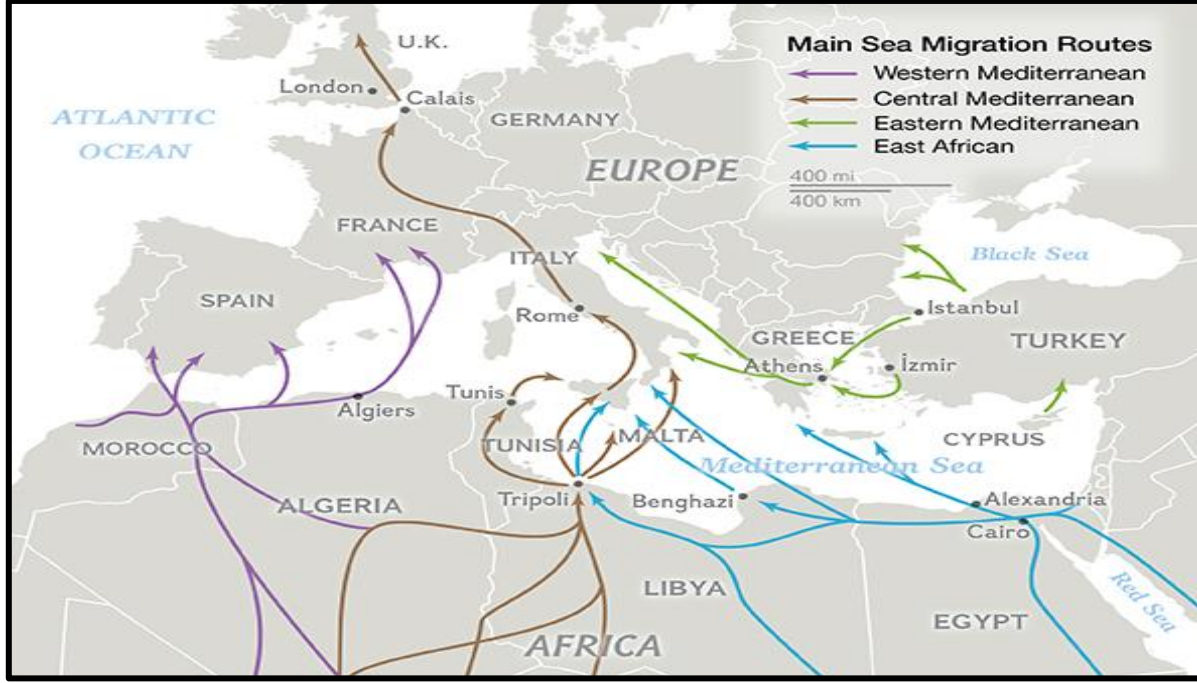 Main Sea Migration Routes
Western Mediterranean
Central Mediterranean
Eastern Mediterranean
East African
400 mi
400 km
U.K.
London
Calais
ATLANTIC
OCEAN
GERMANY
EUROPE
FRANCE
ITALY
Black Sea
SPAIN
Rome
Istanbul
GREECE
TURKEY
Athens
İzmir
Tunis
Algiers
MOROCCO
TUNISIA
MALTA
CYPRUS
Mediterranean Sea
ALGERIA
Tripoli
Benghazi
Alexandria
Cairo
LIBYA
Red Sea
EGYPT
AFRICA